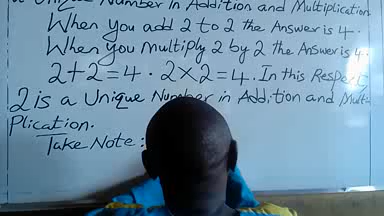 Unique Number in Addition and Multiplication
When you add 2 to 2 the Answer is 4.
When you multiply 2 by 2 the Answer is 4.
2+2=4. 2×2=4. In this Respect,
2 is a Unique Number in Addition and Multi-
Plication.
Take Note: